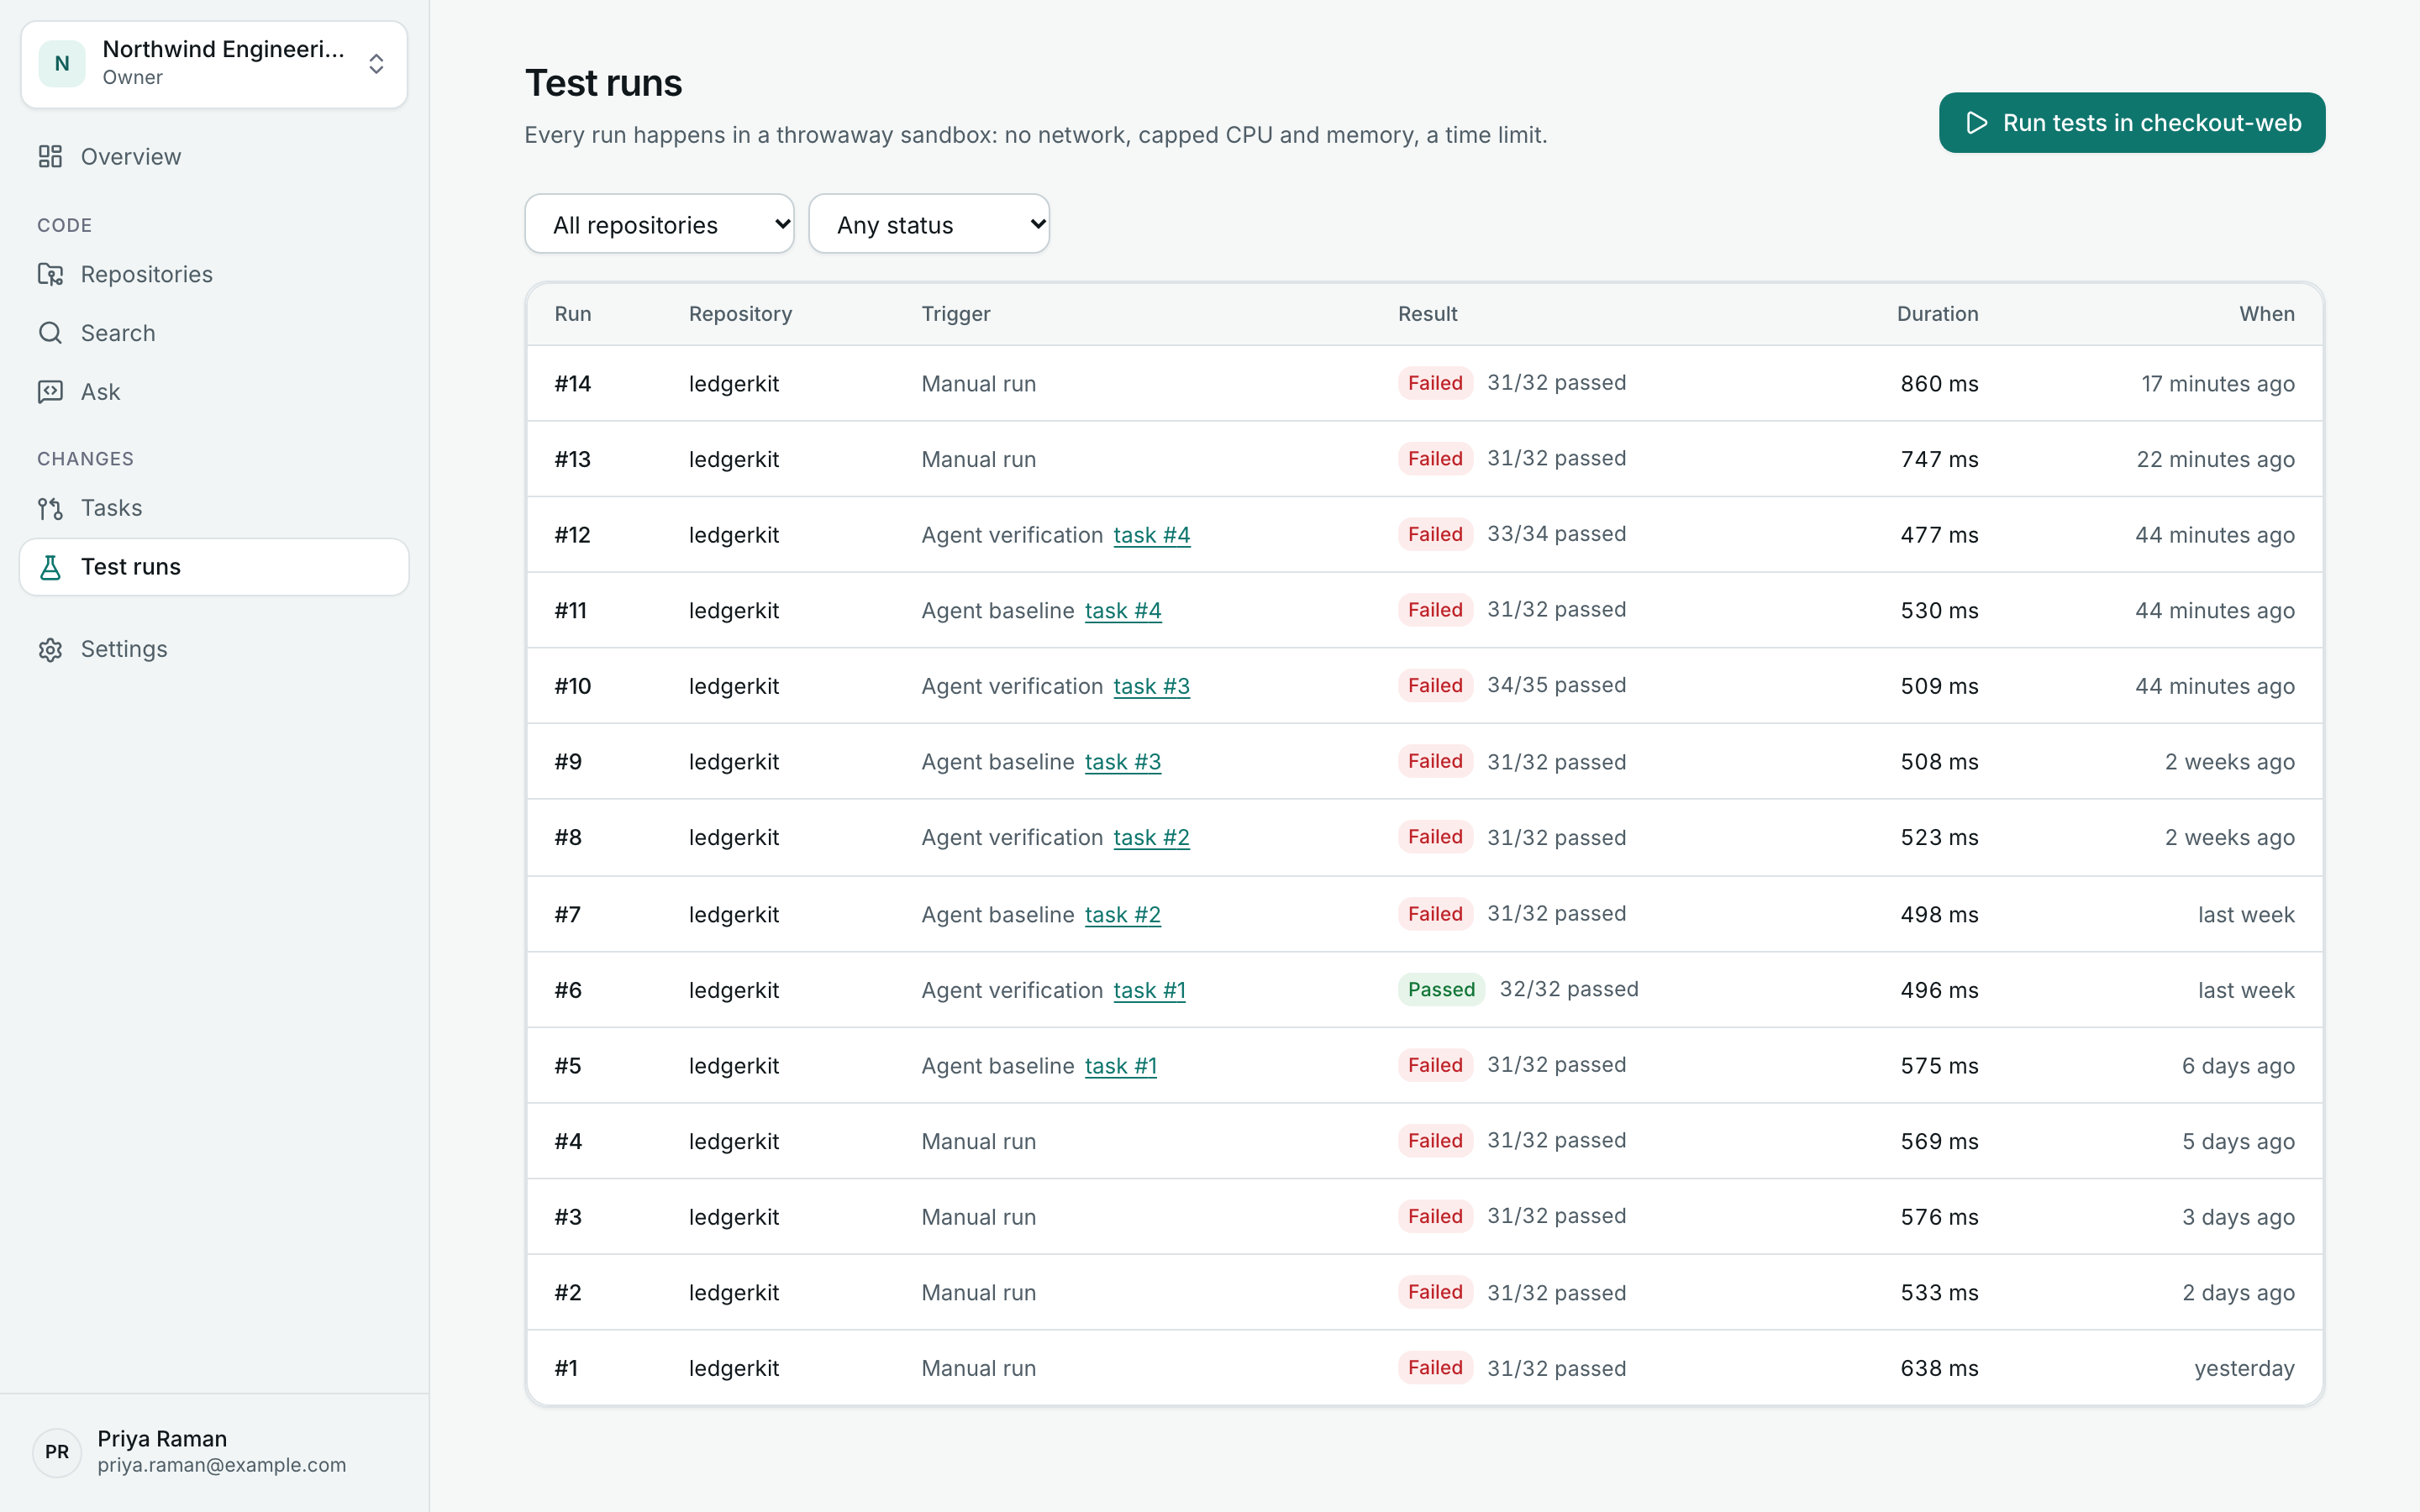 N
Northwind Engineeri...
Owner
Overview
CODE
Repositories
Search
Ask
CHANGES
Tasks
Test runs
Settings
PR
Priya Raman
priya.raman@example.com
Test runs
Every run happens in a throwaway sandbox: no network, capped CPU and memory, a time limit.
Run tests in checkout-web
All repositories Any status
Run Repository Trigger Result Duration When
#14 ledgerkit Manual run Failed 31/32 passed 860 ms 17 minutes ago
#13 ledgerkit Manual run Failed 31/32 passed 747 ms 22 minutes ago
#12 ledgerkit Agent verification task #4 Failed 33/34 passed 477 ms 44 minutes ago
#11 ledgerkit Agent baseline task #4 Failed 31/32 passed 530 ms 44 minutes ago
#10 ledgerkit Agent verification task #3 Failed 34/35 passed 509 ms 44 minutes ago
#9 ledgerkit Agent baseline task #3 Failed 31/32 passed 508 ms 2 weeks ago
#8 ledgerkit Agent verification task #2 Failed 31/32 passed 523 ms 2 weeks ago
#7 ledgerkit Agent baseline task #2 Failed 31/32 passed 498 ms last week
#6 ledgerkit Agent verification task #1 Passed 32/32 passed 496 ms last week
#5 ledgerkit Agent baseline task #1 Failed 31/32 passed 575 ms 6 days ago
#4 ledgerkit Manual run Failed 31/32 passed 569 ms 5 days ago
#3 ledgerkit Manual run Failed 31/32 passed 576 ms 3 days ago
#2 ledgerkit Manual run Failed 31/32 passed 533 ms 2 days ago
#1 ledgerkit Manual run Failed 31/32 passed 638 ms yesterday